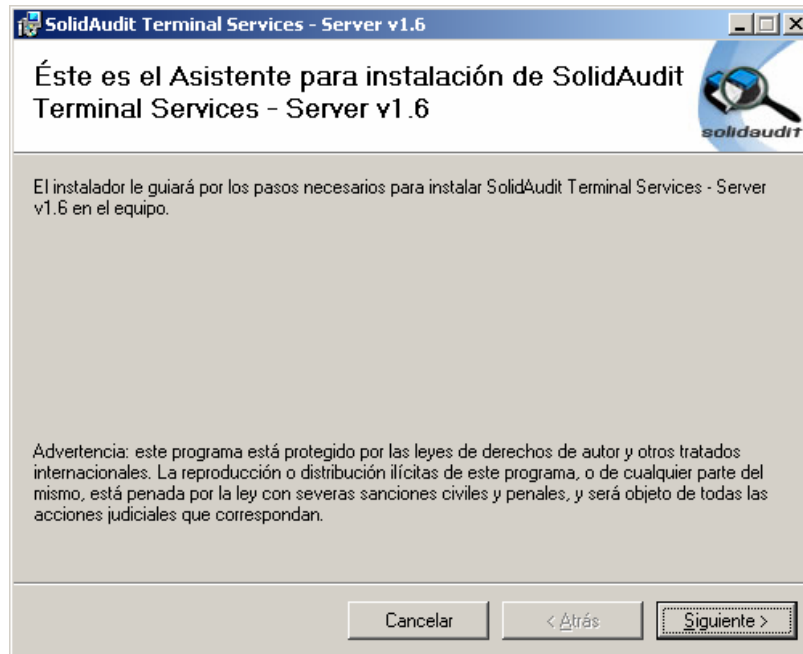 SolidAudit Terminal Services - Server v1.6
Éste es el Asistente para instalación de SolidAudit
Terminal Services - Server v1.6
solidaudit
El instalador le guiará por los pasos necesarios para instalar SolidAudit Terminal Services - Server
v1.6 en el equipo.
Advertencia: este programa está protegido por las leyes de derechos de autor y otros tratados
internacionales. La reproducción o distribución ilícitas de este programa, o de cualquier parte del
mismo, está penada por la ley con severas sanciones civiles y penales, y será objeto de todas las
acciones judiciales que correspondan.
Cancelar
< Atrás
Siguiente >